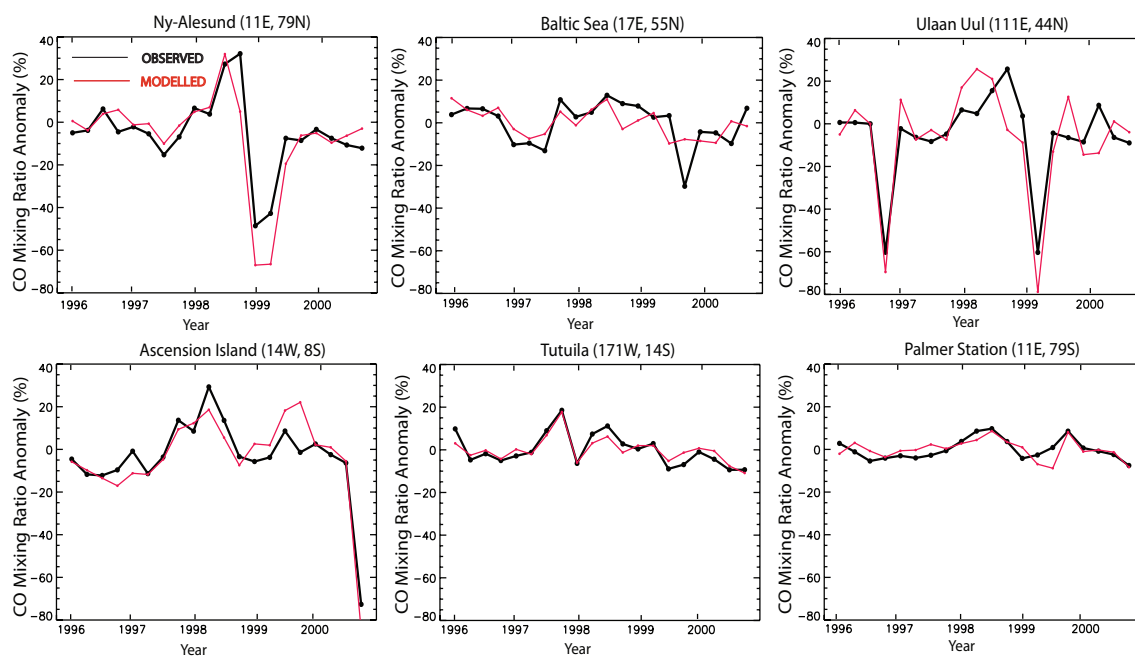 Ny-Alesund (11E, 79N)
CO Mixing Ratio Anomaly (%)
40
20
0
−20
−40
−60
−80
OBSERVED
MODELLED
1996 1997 1998 1999 2000
Year
Baltic Sea (17E, 55N)
CO Mixing Ratio Anomaly (%)
40
20
0
−20
−40
−60
−80
1996 1997 1998 1999 2000
Year
Ulaan Uul (111E, 44N)
CO Mixing Ratio Anomaly (%)
40
20
0
−20
−40
−60
−80
1996 1997 1998 1999 2000
Year
Ascension Island (14W, 8S)
CO Mixing Ratio Anomaly (%)
40
20
0
−20
−40
−60
−80
1996 1997 1998 1999 2000
Year
Tutuila (171W, 14S)
CO Mixing Ratio Anomaly (%)
40
20
0
−20
−40
−60
−80
1996 1997 1998 1999 2000
Year
Palmer Station (11E, 79S)
CO Mixing Ratio Anomaly (%)
40
20
0
−20
−40
−60
−80
1996 1997 1998 1999 2000
Year